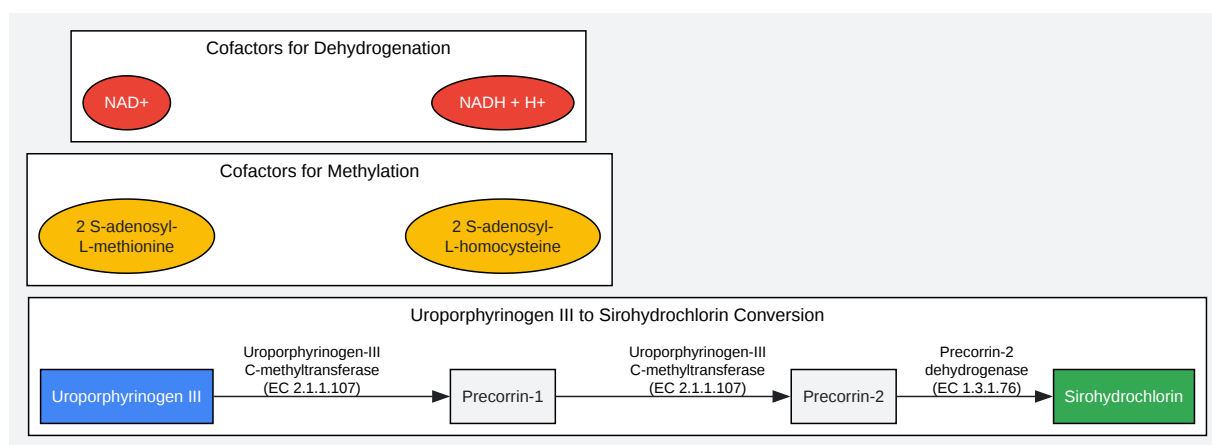 Cofactors for Dehydrogenation
NAD+
NADH + H+
Cofactors for Methylation
2 S-adenosyl-
L-methionine
2 S-adenosyl-
L-homocysteine
Uroporphyrinogen III to Sirohydrochlorin Conversion
Uroporphyrinogen III
Uroporphyrinogen-III
C-methyltransferase
(EC 2.1.1.107)
Precorrin-1
Uroporphyrinogen-III
C-methyltransferase
(EC 2.1.1.107)
Precorrin-2
Precorrin-2
dehydrogenase
(EC 1.3.1.76)
Sirohydrochlorin